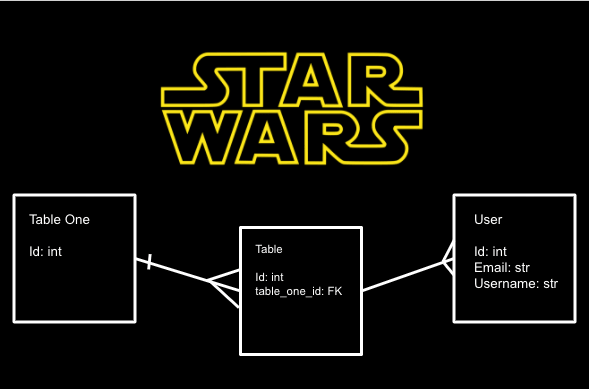 STAR
WARS
Table One
Id: int
Table
Id: int
table_one_id: FK
User
Id: int
Email: str
Username: str